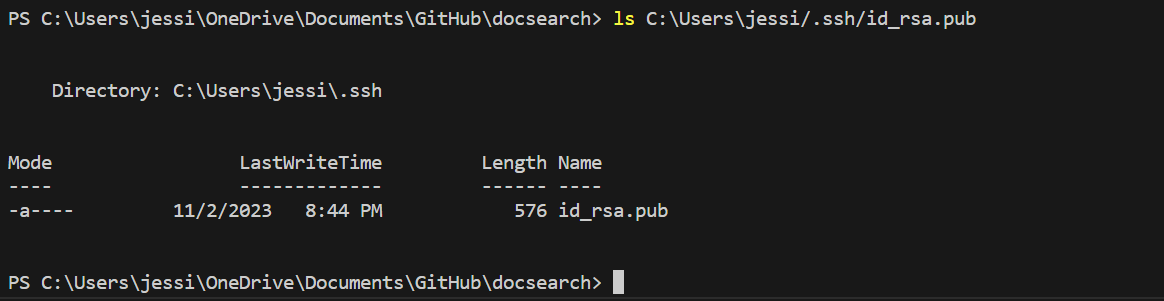 PS C:\Users\jessi\OneDrive\Documents\GitHub\docsearch> ls C:\Users\jessi/.ssh/id_rsa.pub
Directory: C:\Users\jessi\.ssh
Mode                 LastWriteTime         Length Name
----                 -------------         ------ ----
-a----         11/2/2023   8:44 PM            576 id_rsa.pub
PS C:\Users\jessi\OneDrive\Documents\GitHub\docsearch>